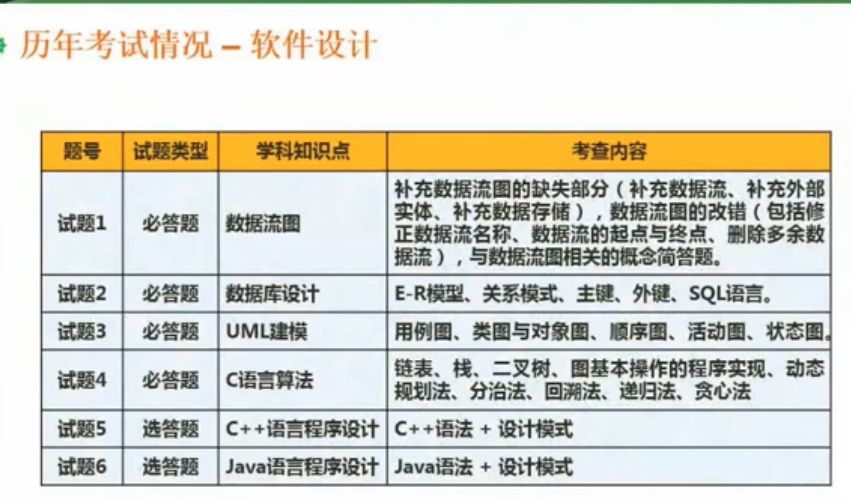 历年考试情况 – 软件设计
题号 试题类型 学科知识点 考查内容
试题1 必答题 数据流图 补充数据流图的缺失部分（补充数据流、补充外部
实体、补充数据存储），数据流图的改错（包括修
正数据流名称、数据流的起点与终点、删除多余数
据流），与数据流图相关的概念简答题。
试题2 必答题 数据库设计 E-R模型、关系模式、主键、外键、SQL语言。
试题3 必答题 UML建模 用例图、类图与对象图、顺序图、活动图、状态图。
试题4 必答题 C语言算法 链表、栈、二叉树、图基本操作的程序实现、动态
规划法、分治法、回溯法、递归法、贪心法
试题5 选答题 C++语言程序设计 C++语法 + 设计模式
试题6 选答题 Java语言程序设计 Java语法 + 设计模式